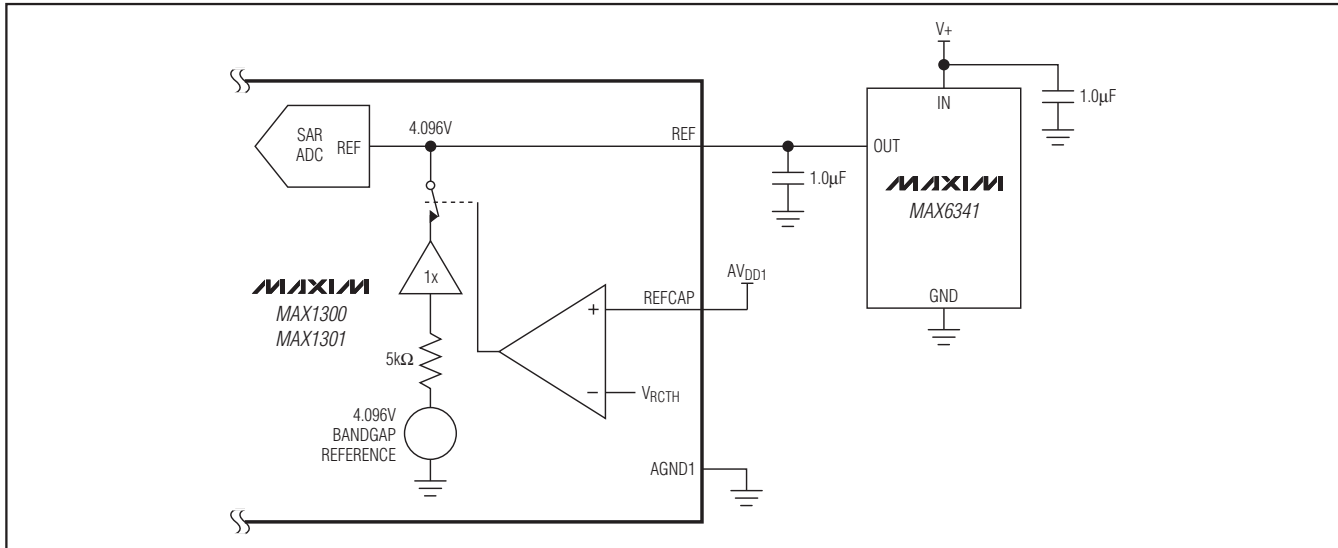 V+
IN
1.0µF
SAR
ADC
REF
4.096V
REF
OUT
1.0µF
MAXIM
MAX6341
GND
MAXIM
MAX1300
MAX1301
1x
AVDD1
REFCAP
+
−
VRCTH
5kΩ
4.096V
BANDGAP
REFERENCE
AGND1